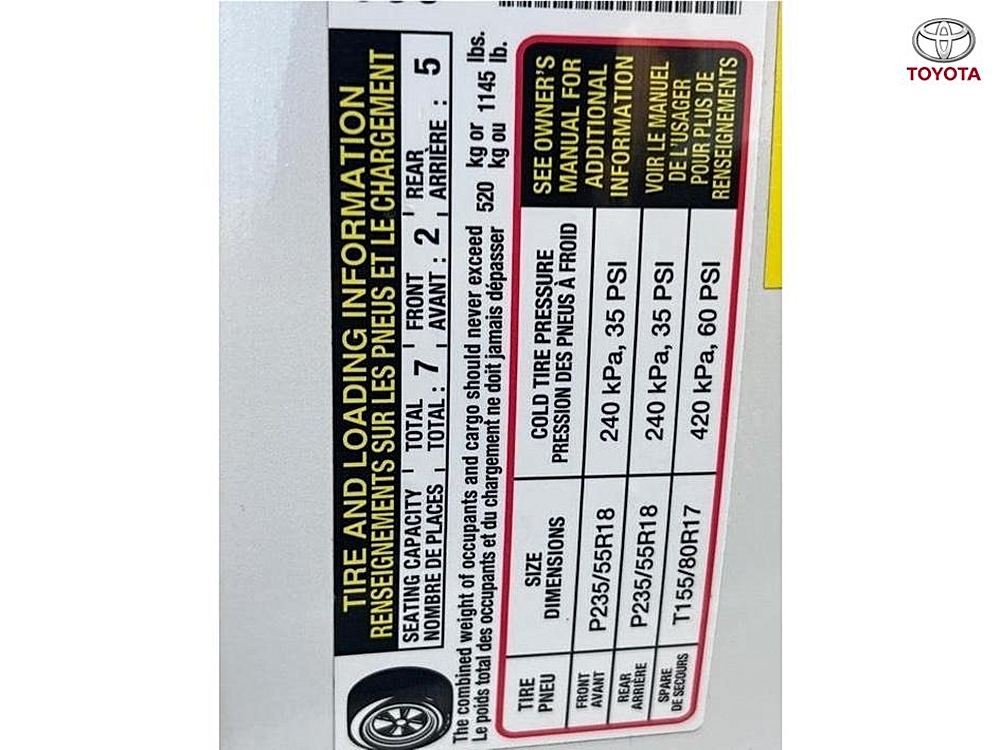 TIRE AND LOADING INFORMATION
RENSEIGNEMENTS SUR LES PNEUS ET LE CHARGEMENT
SEATING CAPACITY TOTAL 7 FRONT 2 REAR 5
NOMBRE DE PLACES TOTAL : AVANT : ARRIÈRE :
The combined weight of occupants and cargo should never exceed 520 kg or 1145 lbs.
Le poids total des occupants et du chargement ne doit jamais dépasser kg ou lb.
TIRE SIZE COLD TIRE PRESSURE
PNEU DIMENSIONS PRESSION DES PNEUS À FROID
FRONT
AVANT
P235/55R18 240 kPa, 35 PSI
REAR
ARRIÈRE
P235/55R18 240 kPa, 35 PSI
SPARE
DE SECOURS
T155/80R17 420 kPa, 60 PSI
SEE OWNER'S
MANUAL FOR
ADDITIONAL
INFORMATION
VOIR LE MANUEL
DE L'USAGER
POUR PLUS DE
RENSEIGNEMENTS
TOYOTA